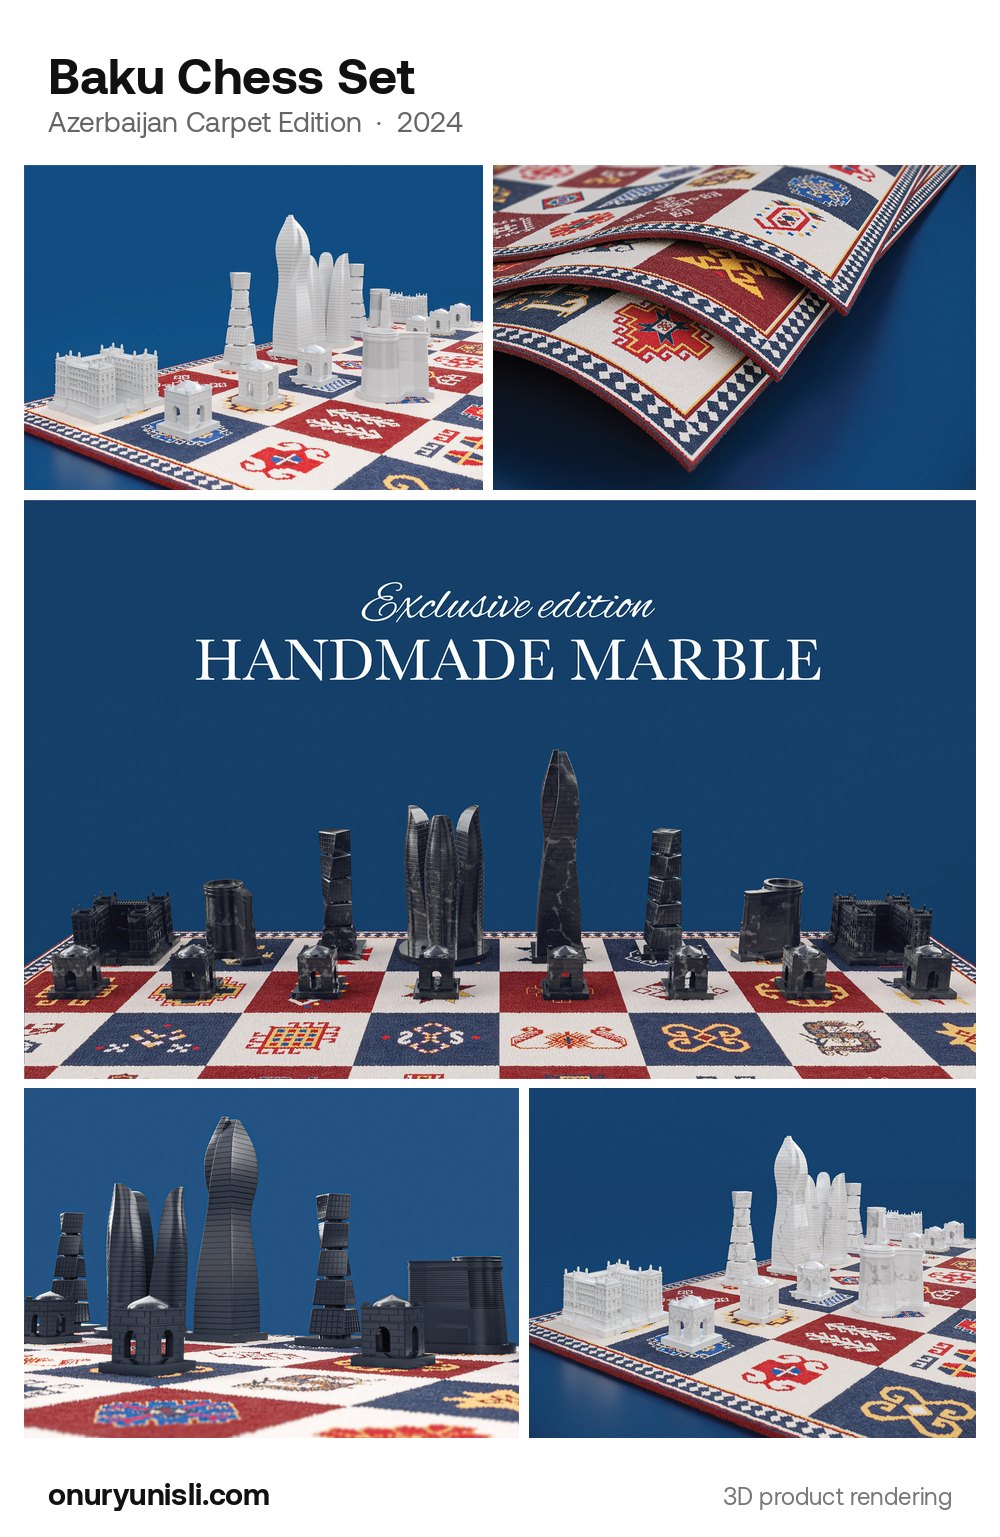 Baku Chess Set
Azerbaijan Carpet Edition · 2024
Exclusive edition
HANDMADE MARBLE
onuryunisli.com
3D product rendering